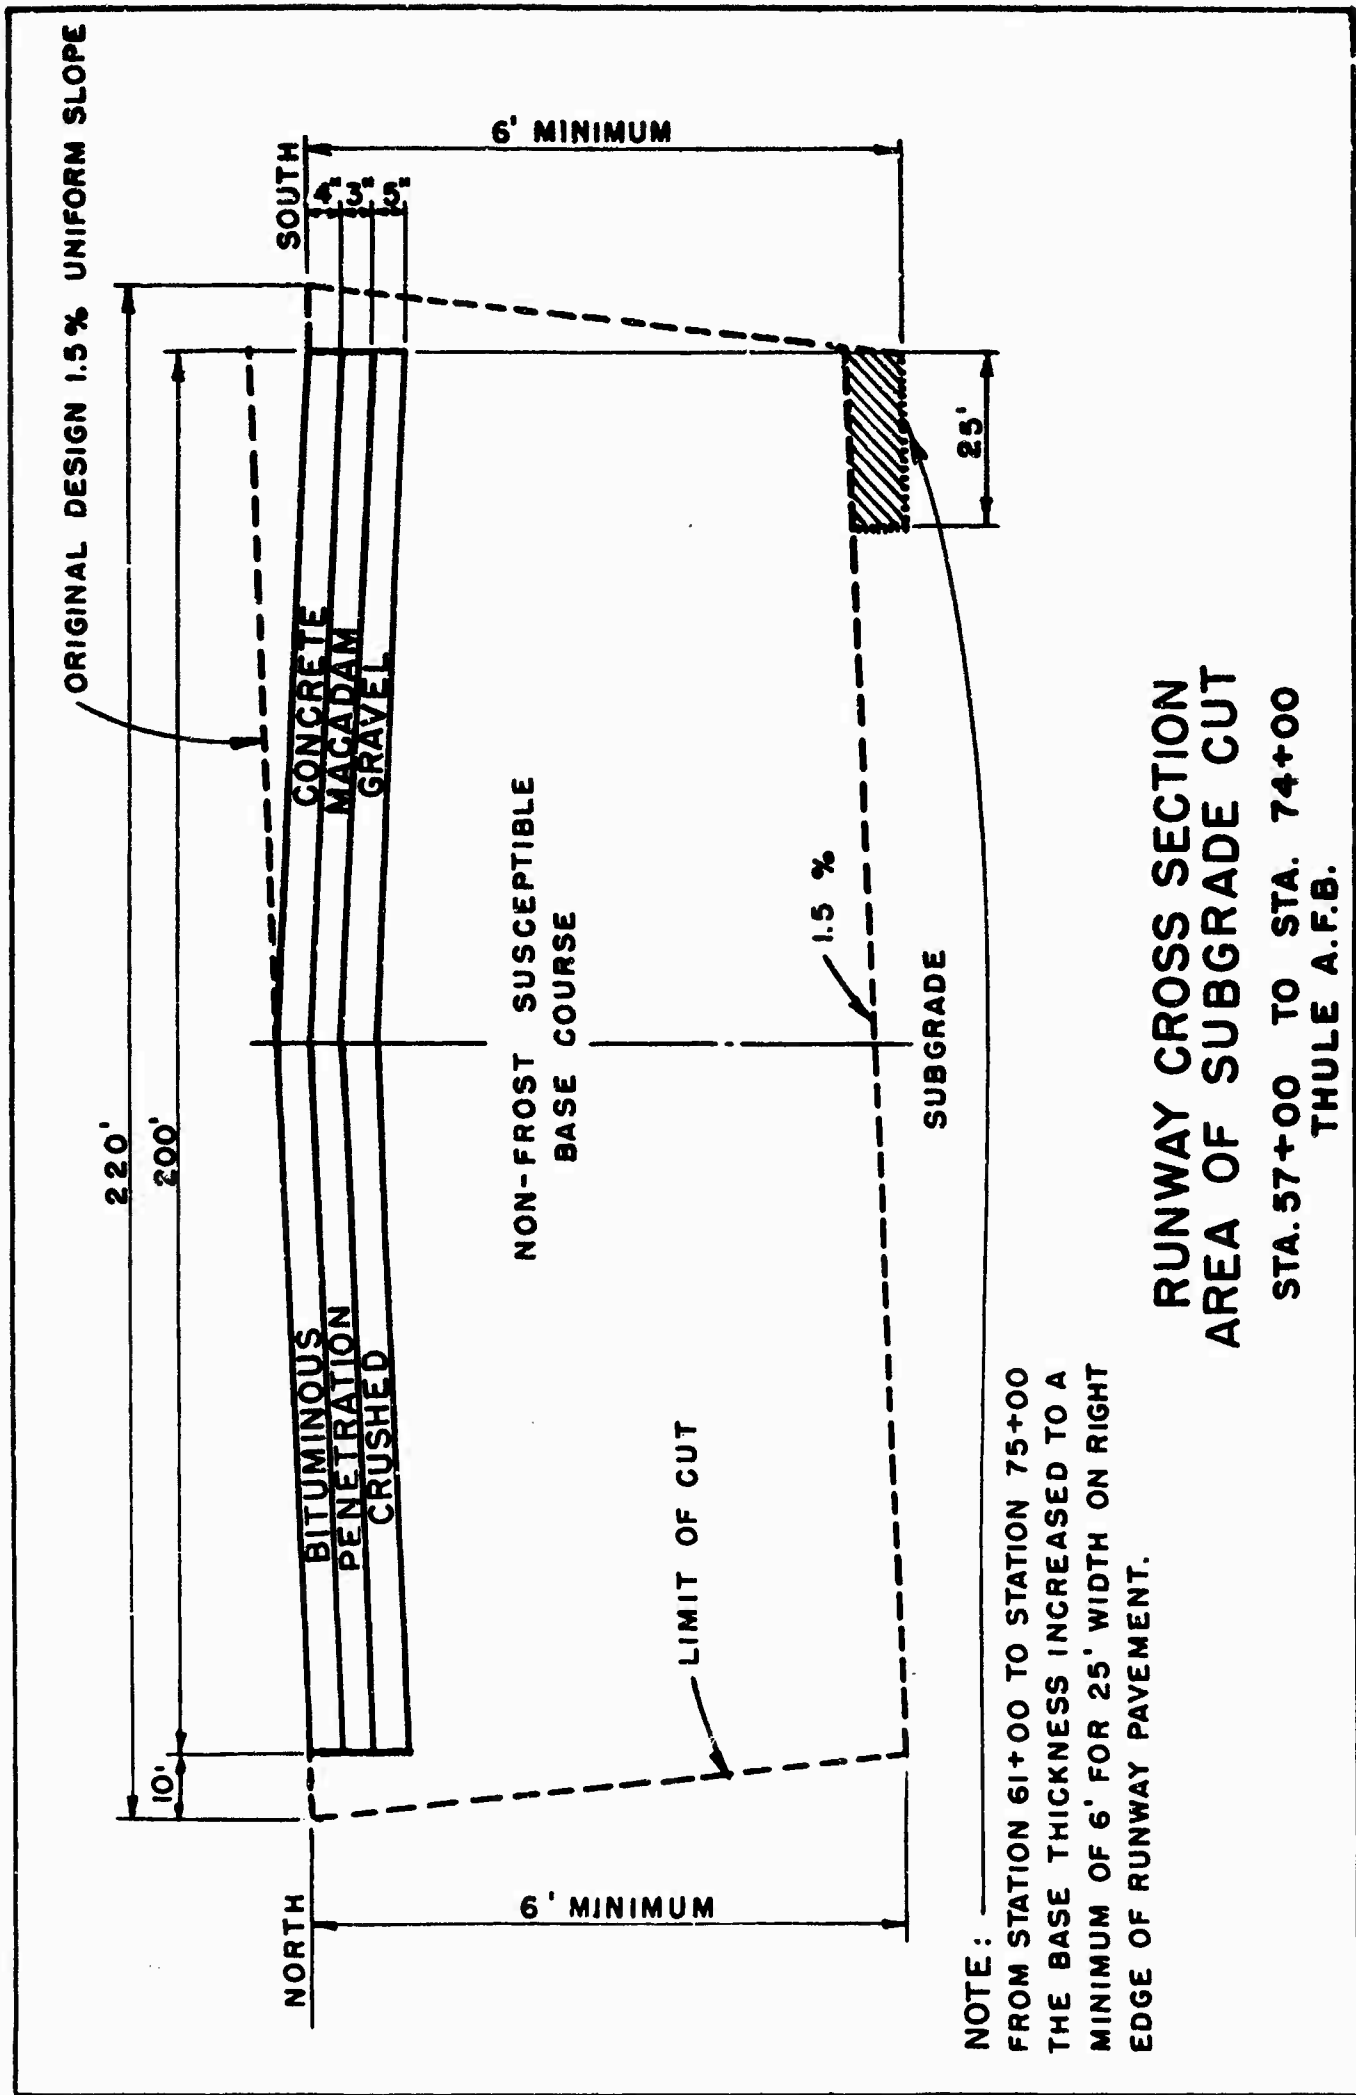 ORIGINAL DESIGN 1.5% UNIFORM SLOPE
220'
200'
10'
NORTH
SOUTH
4"
3"
5"
BITUMINOUS CONCRETE
PENETRATION MACADAM
CRUSHED GRAVEL
6' MINIMUM
6' MINIMUM
NON-FROST SUSCEPTIBLE
BASE COURSE
LIMIT OF CUT
1.5 %
SUBGRADE
25'
NOTE:
FROM STATION 61+00 TO STATION 75+00
THE BASE THICKNESS INCREASED TO A
MINIMUM OF 6' FOR 25' WIDTH ON RIGHT
EDGE OF RUNWAY PAVEMENT.
RUNWAY CROSS SECTION
AREA OF SUBGRADE CUT
STA. 57+00 TO STA. 74+00
THULE A.F.B.